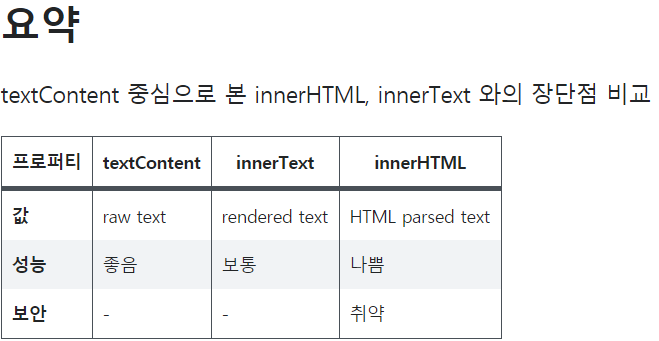 요약
textContent 중심으로 본 innerHTML, innerText 와의 장단점 비교
프로퍼티 textContent innerText innerHTML
값 raw text rendered text HTML parsed text
성능 좋음 보통 나쁨
보안 - - 취약